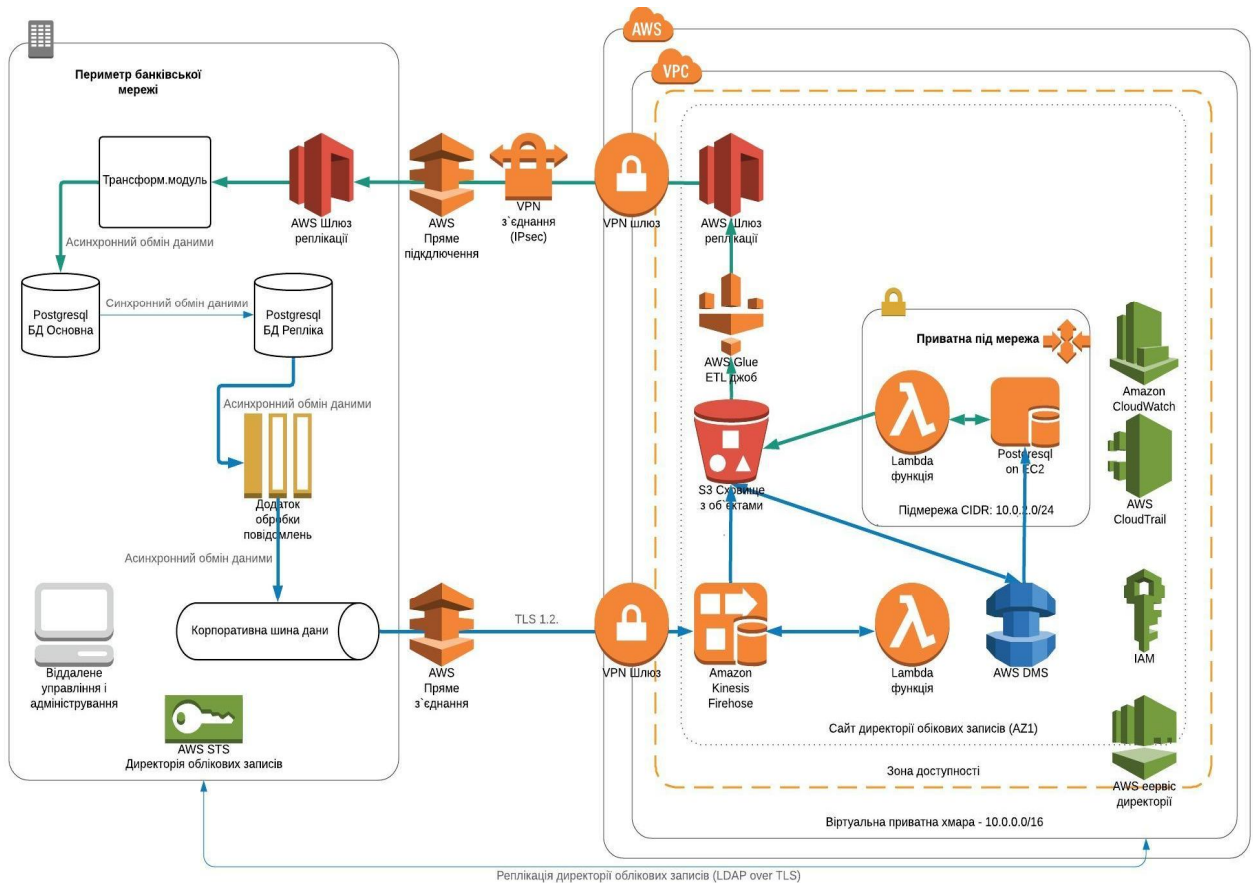 AWS
VPC
Периметр банківської
мережі
Трансформ.модуль
AWS Шлюз
реплікації
AWS
Пряме
підкдлючення
VPN
з`єднання
(IPsec)
VPN шлюз
AWS Шлюз
реплікації
Асинхронний обмін даними
Postgresql
БД Основна
Синхронний обмін даними
Postgresql
БД Репліка
AWS Glue
ETL джоб
Приватна під мережа
Amazon
CloudWatch
Асинхронний обмін даними
Lambda
функція
Postgresql
on EC2
S3 Сховище
з об`єктами
Підмережа CIDR: 10.0.2.0/24
AWS
CloudTrail
Додаток
обробки
повідомлень
Асинхронний обмін даними
Корпоративна шина дани
TLS 1.2.
Віддалене
управління і
адміністрування
AWS
Пряме
з`єднання
VPN Шлюз
Amazon
Kinesis
Firehose
Lambda
функція
AWS DMS
IAM
AWS STS
Директорія облікових записів
Сайт директорії обікових записів (AZ1)
Зона доступності
AWS еервіс
директорії
Віртуальна приватна хмара - 10.0.0.0/16
Реплікація директорії облікових записів (LDAP over TLS)